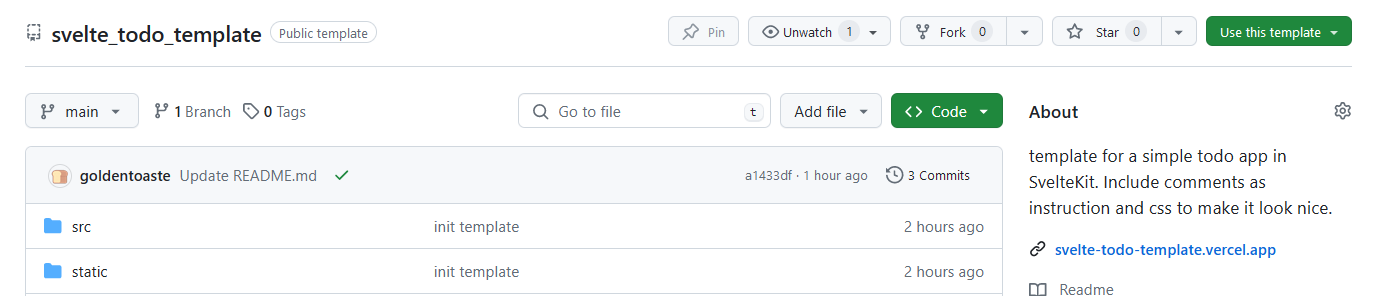 svelte_todo_template Public template Pin Unwatch 1 Fork 0 Star 0 Use this template
main 1 Branch 0 Tags Go to file t Add file Code
goldentoaste Update README.md a1433df · 1 hour ago 3 Commits
src init template 2 hours ago
static init template 2 hours ago
About
template for a simple todo app in
SvelteKit. Include comments as
instruction and css to make it look nice.
svelte-todo-template.vercel.app
Readme